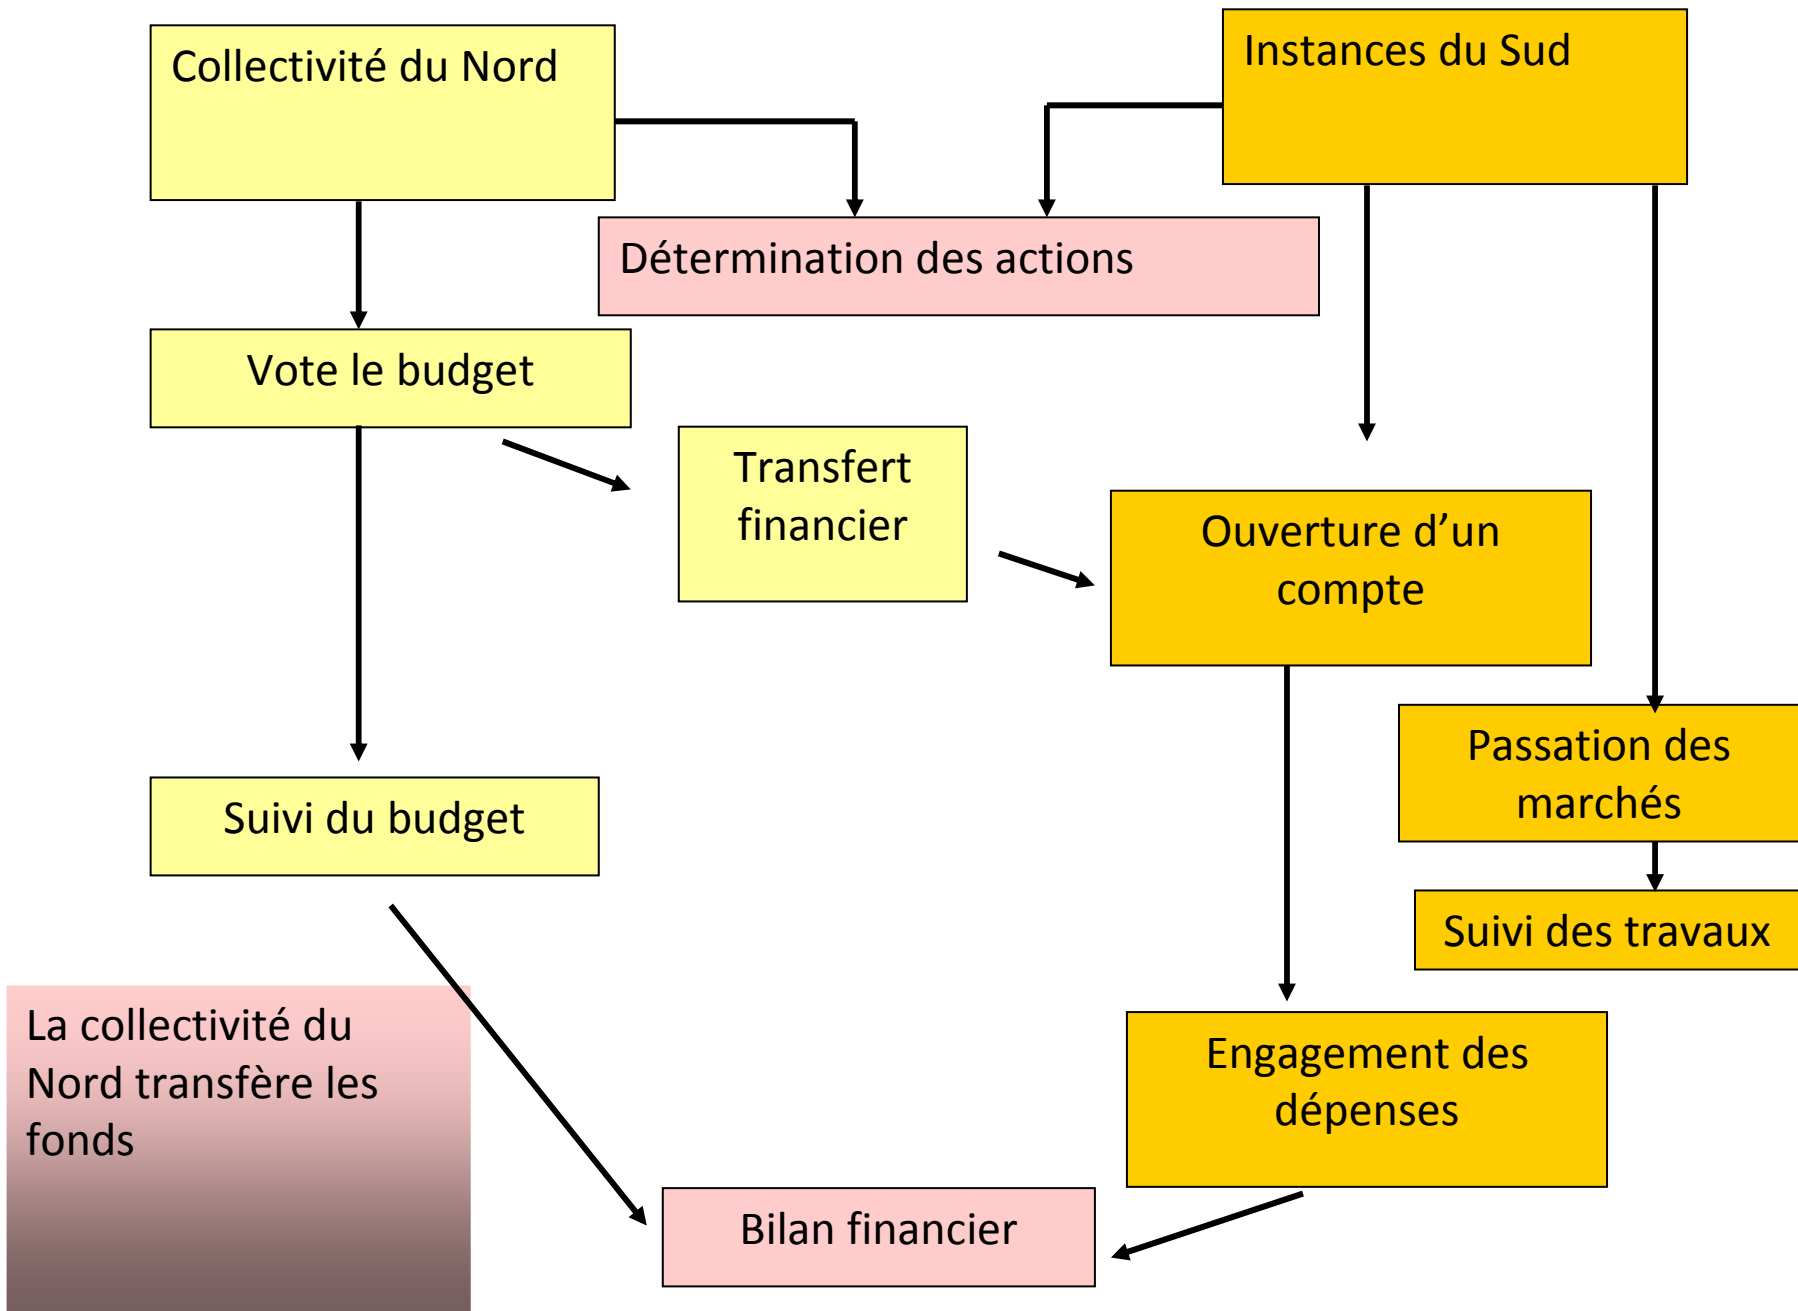 Collectivité du Nord
Instances du Sud
Détermination des actions
Vote le budget
Transfert
financier
Ouverture d’un
compte
Passation des
marchés
Suivi du budget
Suivi des travaux
La collectivité du
Nord transfère les
fonds
Engagement des
dépenses
Bilan financier